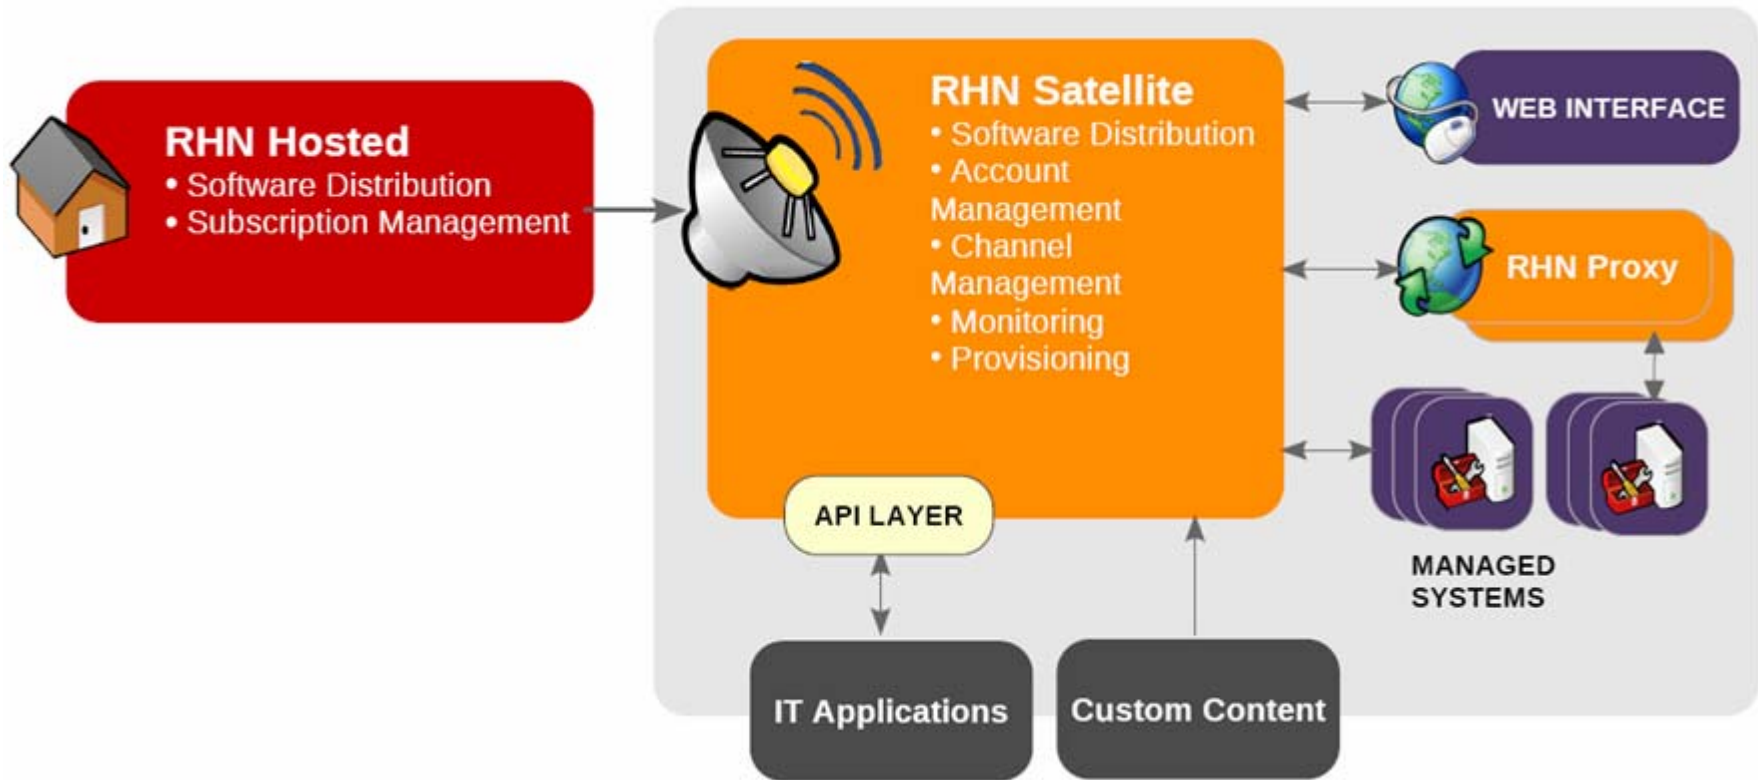 RHN Hosted
• Software Distribution
• Subscription Management
RHN Satellite
• Software Distribution
• Account
Management
• Channel
Management
• Monitoring
• Provisioning
API LAYER
WEB INTERFACE
RHN Proxy
MANAGED
SYSTEMS
IT Applications
Custom Content